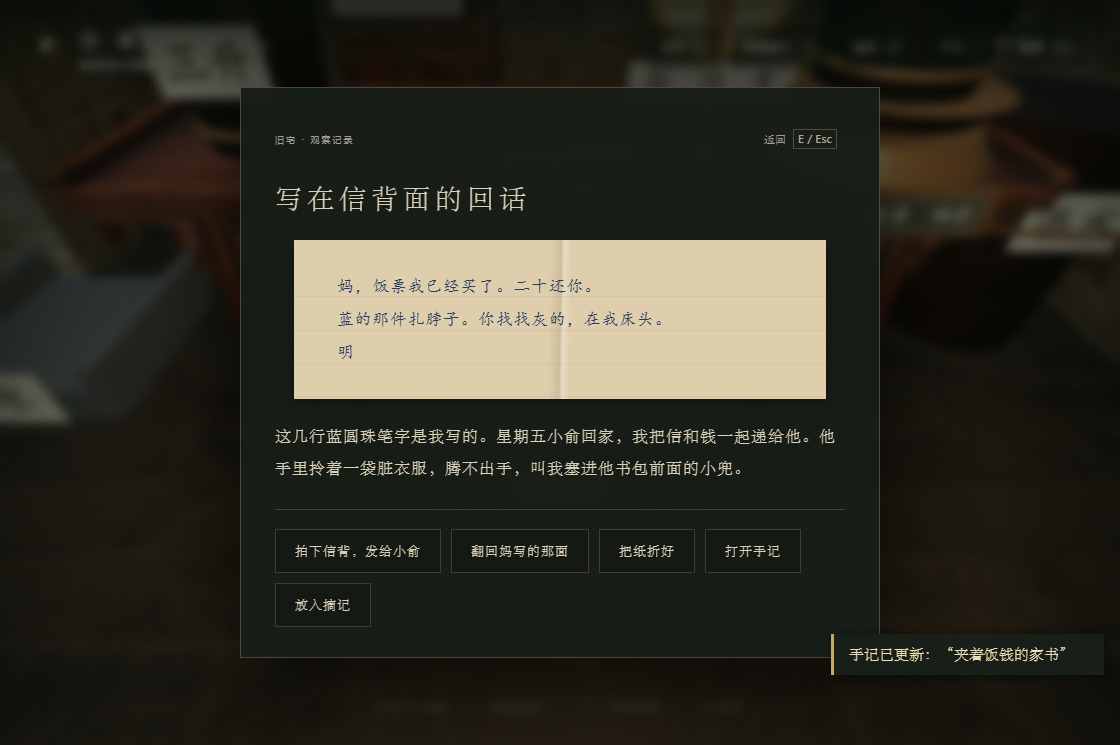 旧宅 · 观察记录
返回 E / Esc
写在信背面的回话
妈，饭票我已经买了。二十还你。
蓝的那件扎脖子。你找找灰的，在我床头。
明
这几行蓝圆珠笔字是我写的。星期五小俞回家，我把信和钱一起递给他。他
手里拎着一袋脏衣服，腾不出手，叫我塞进他书包前面的小兜。
拍下信背，发给小俞
翻回妈写的那面
把纸折好
打开手记
放入摘记
手记已更新：“夹着饭钱的家书”